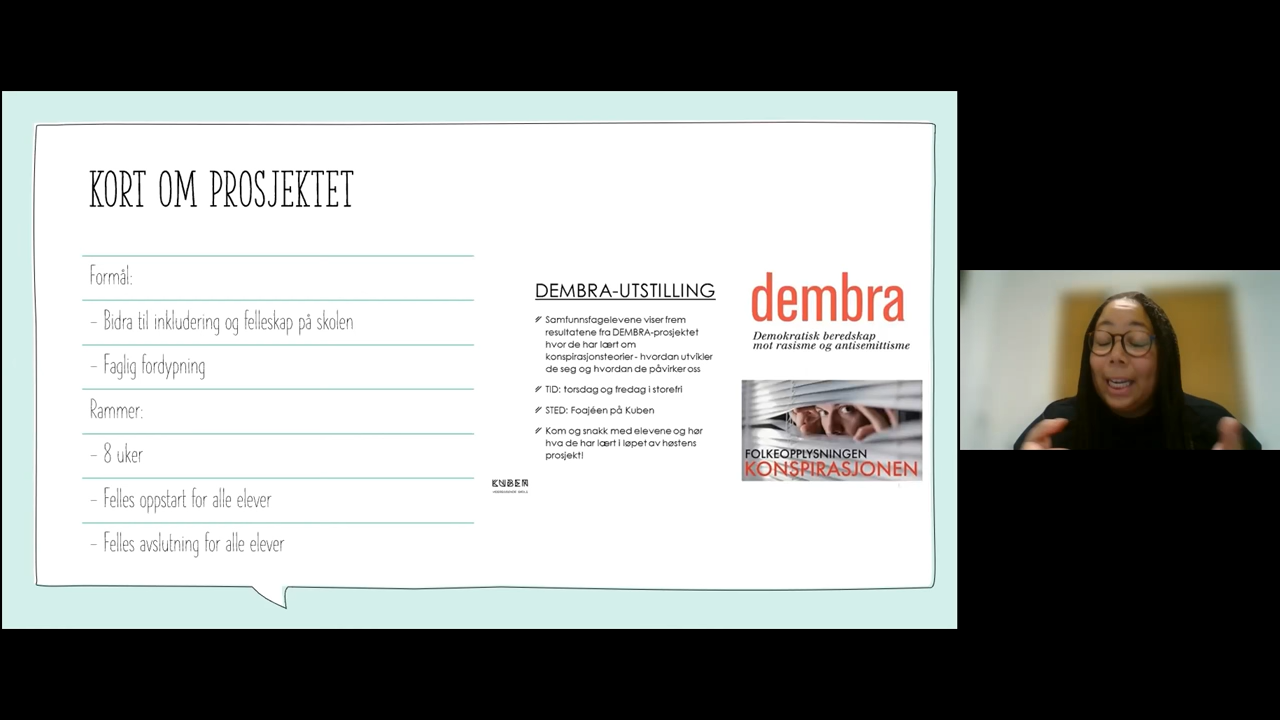 KORT OM PROSJEKTET
Formål:
- Bidra til inkludering og felleskap på skolen
- Faglig fordypning
Rammer:
- 8 uker
- Felles oppstart for alle elever
- Felles avslutning for alle elever
DEMBRA-UTSTILLING
Samfunnsfagelevene viser frem
resultatene fra DEMBRA-prosjektet
hvor de har lært om
konspirasjonsteorier - hvordan utvikler
de seg og hvordan de påvirker oss
TID: torsdag og fredag i storefri
STED: Foajéen på Kuben
Kom og snakk med elevene og hør
hva de har lært i løpet av høstens
prosjekt!
KUBEN
dembra
Demokratisk beredskap
mot rasisme og antisemittisme
FOLKEOPPLYSNINGEN
KONSPIRASJONEN